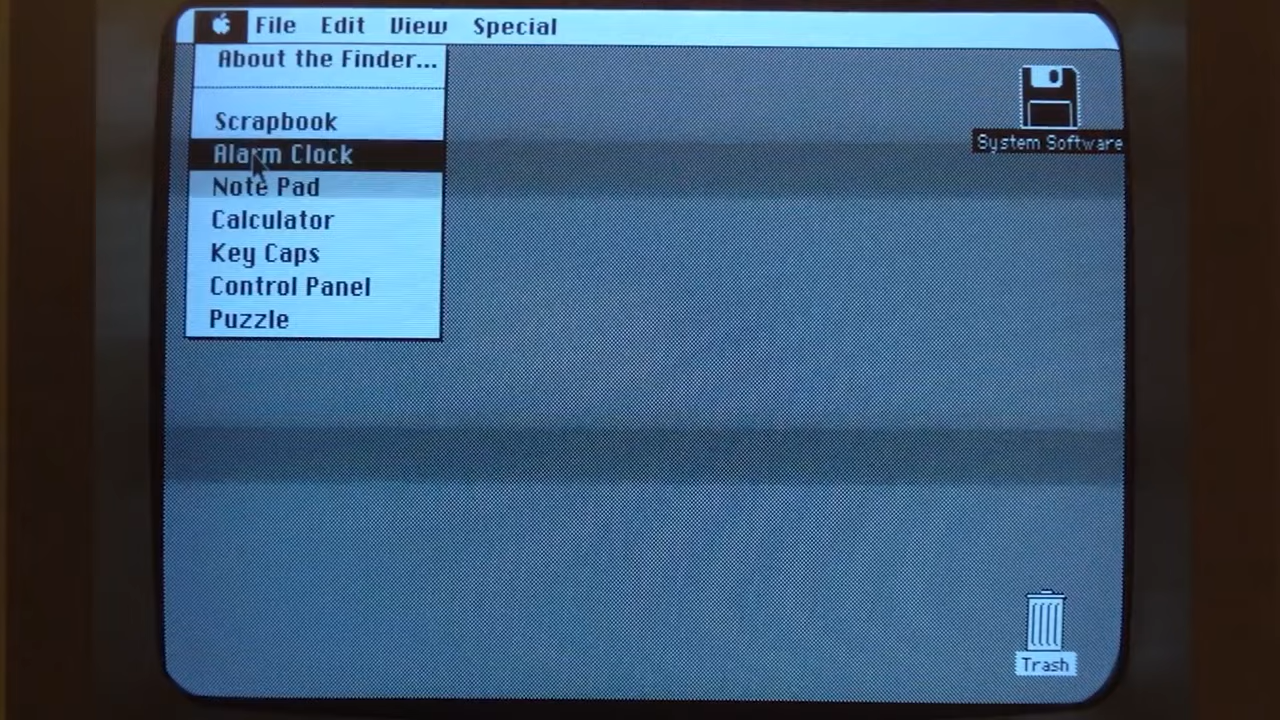 File Edit View Special
About the Finder...
Scrapbook
Alarm Clock
Note Pad
Calculator
Key Caps
Control Panel
Puzzle
System Software
Trash